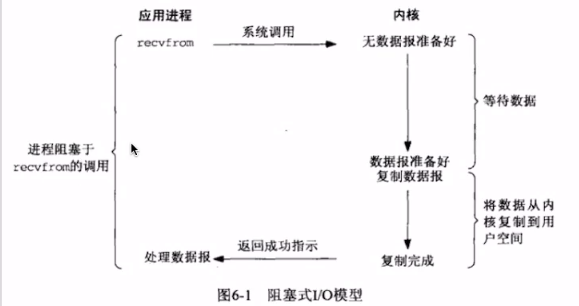 应用进程
内核
recvfrom
系统调用
无数据报准备好
等待数据
进程阻塞于
recvfrom的调用
数据报准备好
复制数据报
将数据从内
核复制到用
户空间
处理数据报
返回成功指示
复制完成
图6-1 阻塞式I/O模型